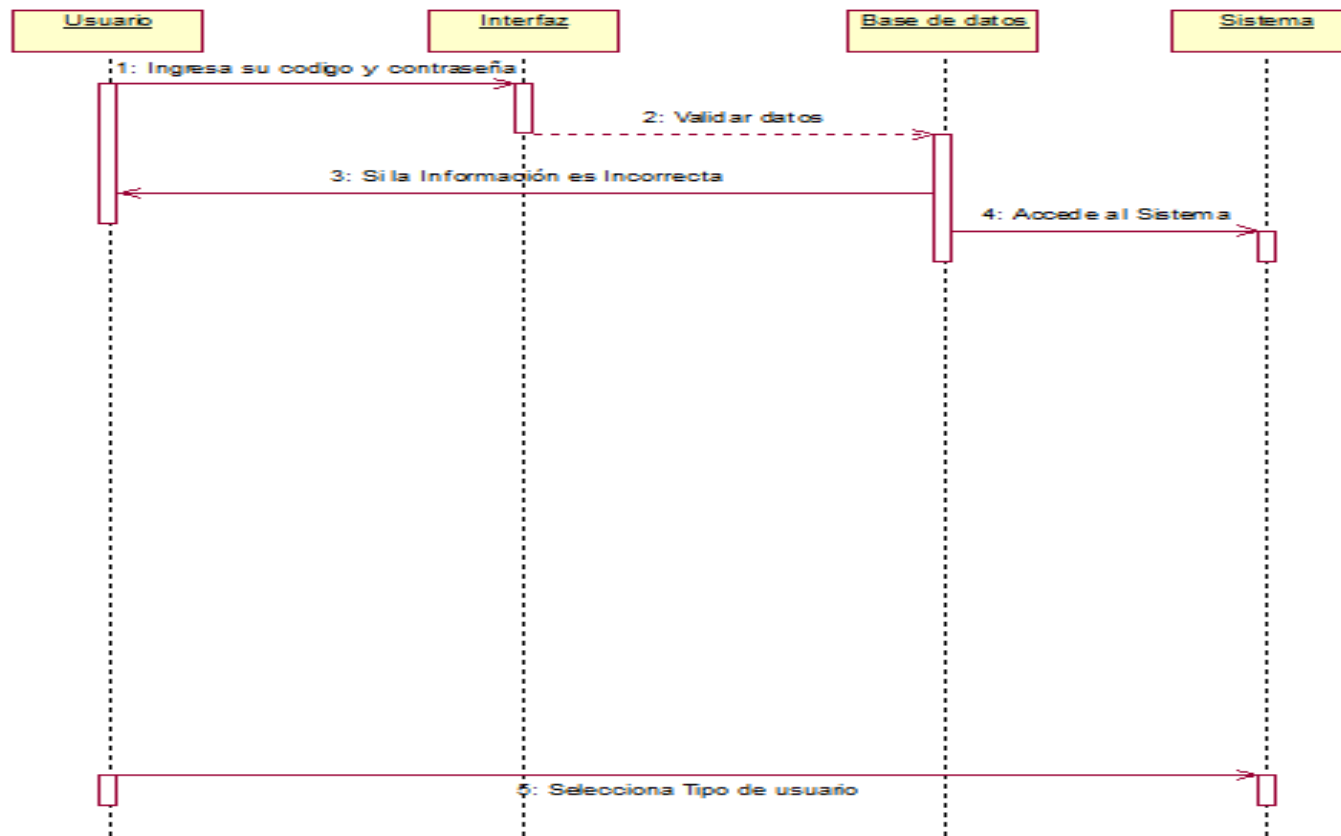 Usuario
Interfaz
Base de datos
Sistema
1: Ingresa su codigo y contraseña
2: Validar datos
3: Si la Información es Incorrecta
4: Accede al Sistema
5: Selecciona Tipo de usuario